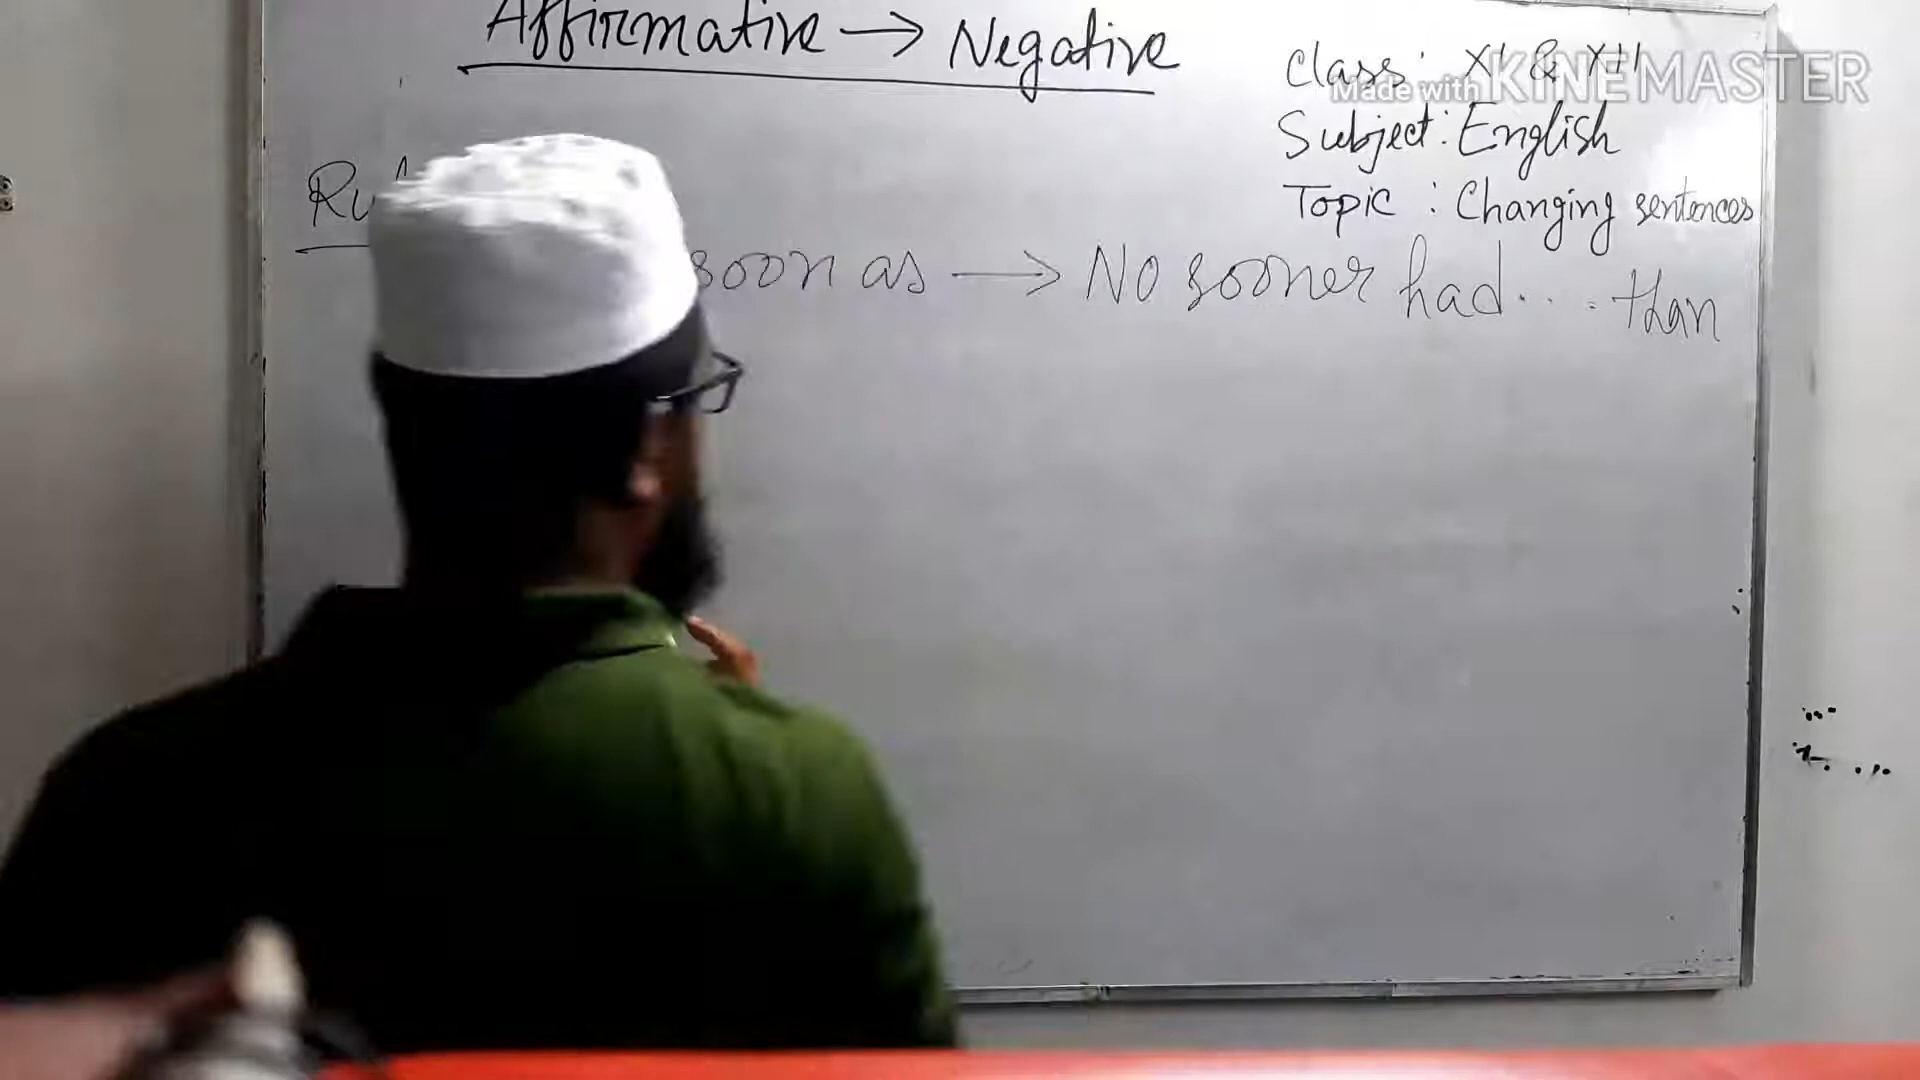 Affirmative → Negative
Class: XI & XII
Made with KINEMASTER
Subject: English
Topic : Changing sentences
soon as → No sooner had . . . . than